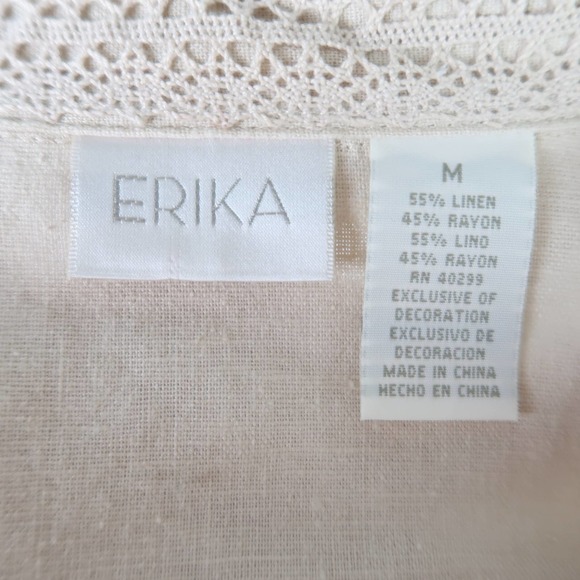 ERIKA
M
55% LINEN
45% RAYON
55% LINO
45% RAYON
RN 40299
EXCLUSIVE OF
DECORATION
EXCLUSIVO DE
DECORACION
MADE IN CHINA
HECHO EN CHINA